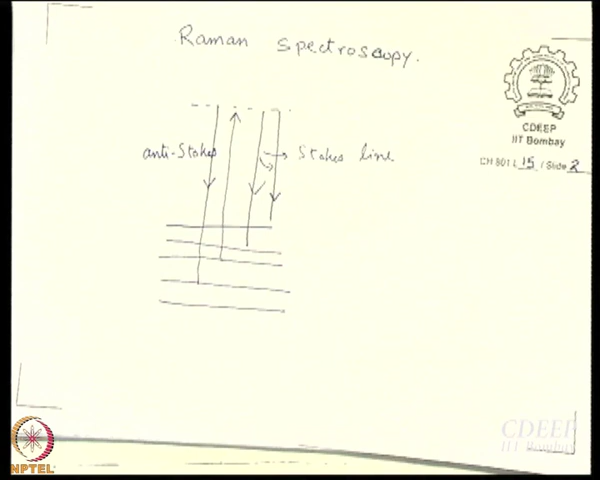 Raman Spectroscopy.
CDEEP
IIT Bombay
CH 801 L 15 / Slide 2
anti-Stokes
Stokes line
CDEEP
IIT Bombay
NPTEL